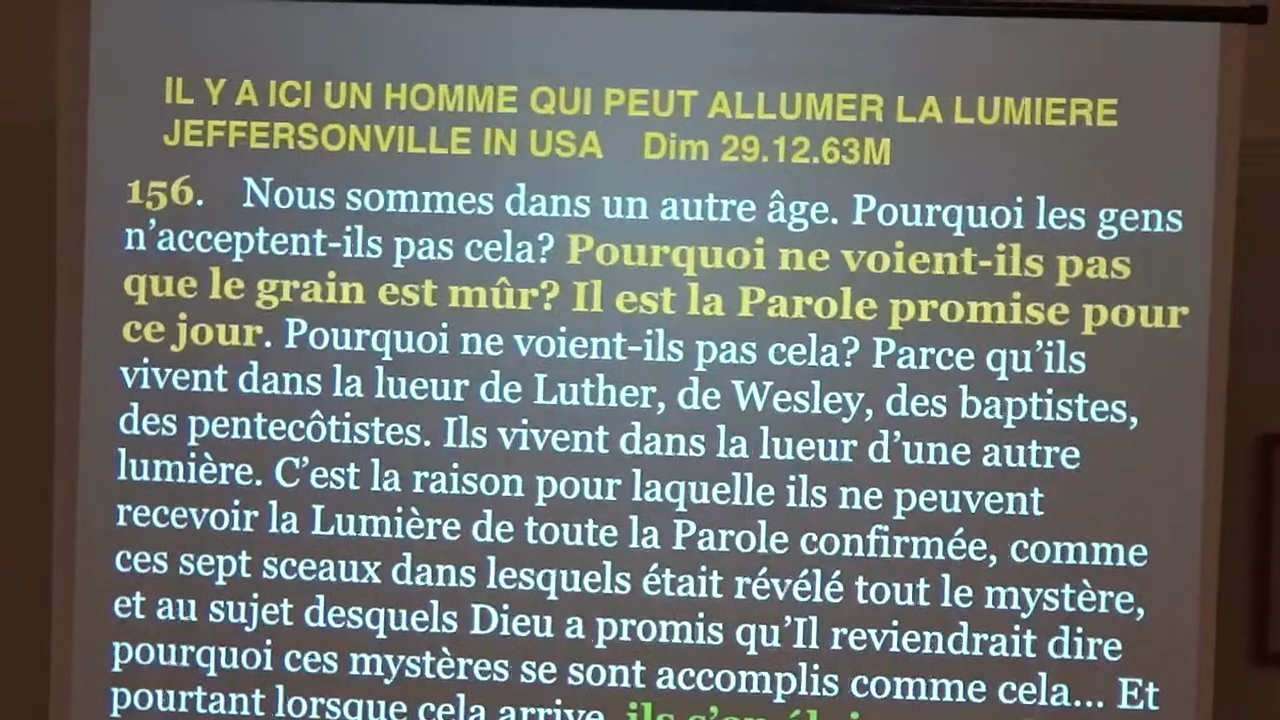 IL Y A ICI UN HOMME QUI PEUT ALLUMER LA LUMIERE
JEFFERSONVILLE IN USA Dim 29.12.63M
156. Nous sommes dans un autre âge. Pourquoi les gens
n’acceptent-ils pas cela? Pourquoi ne voient-ils pas
que le grain est mûr? Il est la Parole promise pour
ce jour. Pourquoi ne voient-ils pas cela? Parce qu’ils
vivent dans la lueur de Luther, de Wesley, des baptistes,
des pentecôtistes. Ils vivent dans la lueur d’une autre
lumière. C’est la raison pour laquelle ils ne peuvent
recevoir la Lumière de toute la Parole confirmée, comme
ces sept sceaux dans lesquels était révélé tout le mystère,
et au sujet desquels Dieu a promis qu’Il reviendrait dire
pourquoi ces mystères se sont accomplis comme cela... Et
pourtant lorsque cela arrive, ils